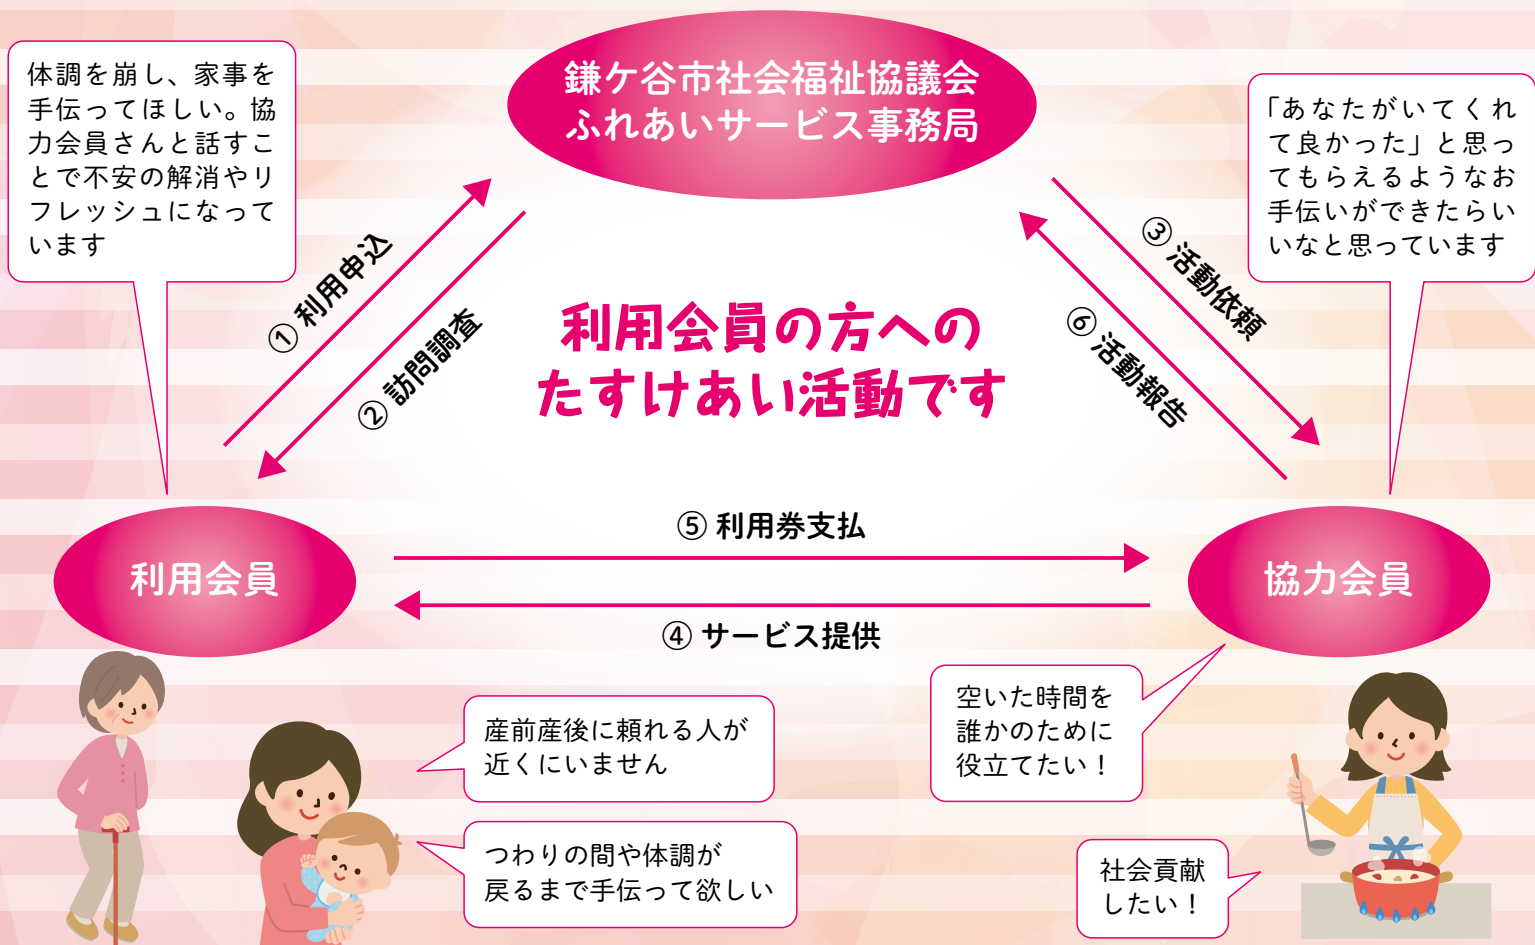 鎌ケ谷市社会福祉協議会
ふれあいサービス事務局
体調を崩し、家事を
手伝ってほしい。協
力会員さんと話すこ
とで不安の解消やリ
フレッシュになって
います
「あなたがいてくれ
て良かった」と思っ
てもらえるようなお
手伝いができたらい
いなと思っています
① 利用申込
② 訪問調査
③ 活動依頼
⑥ 活動報告
利用会員の方への
たすけあい活動です
⑤ 利用券支払
利用会員
協力会員
④ サービス提供
産前産後に頼れる人が
近くにいません
つわりの間や体調が
戻るまで手伝って欲しい
空いた時間を
誰かのために
役立てたい！
社会貢献
したい！